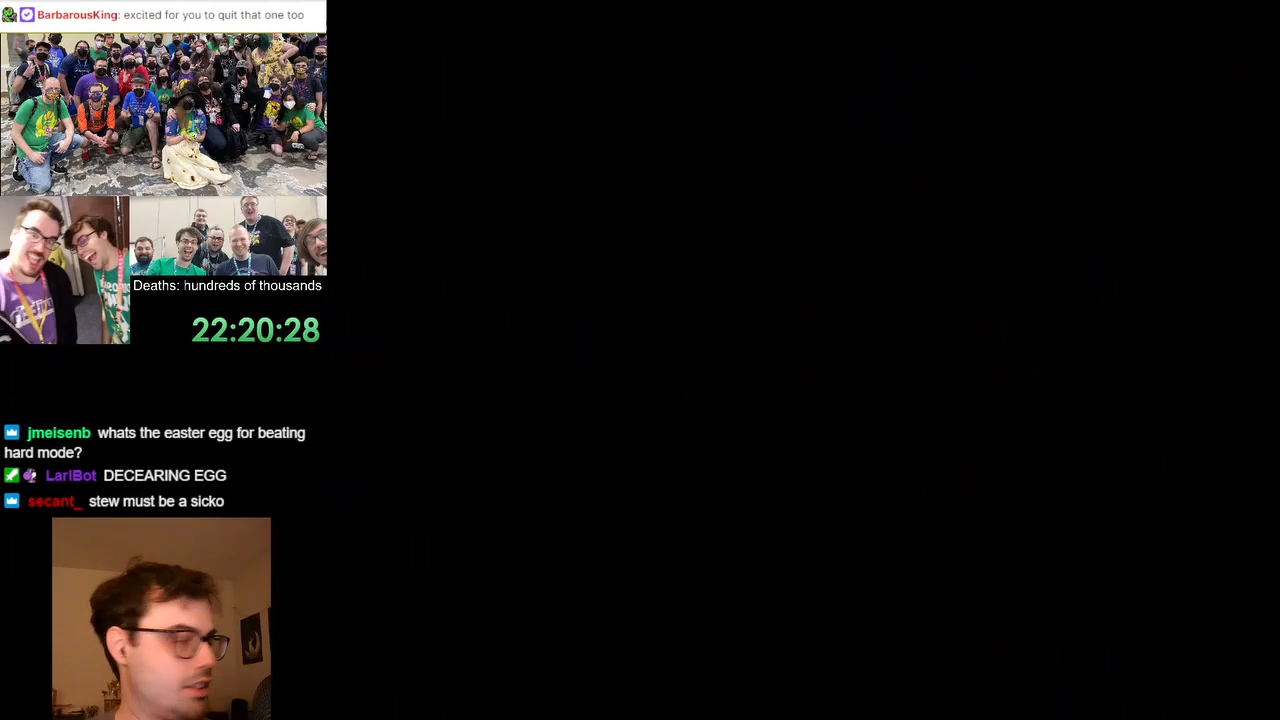 BarbarousKing: excited for you to quit that one too
Deaths: hundreds of thousands
22:20:28
jmeisenb whats the easter egg for beating
hard mode?
LarlBot DECEARING EGG
secant_ stew must be a sicko